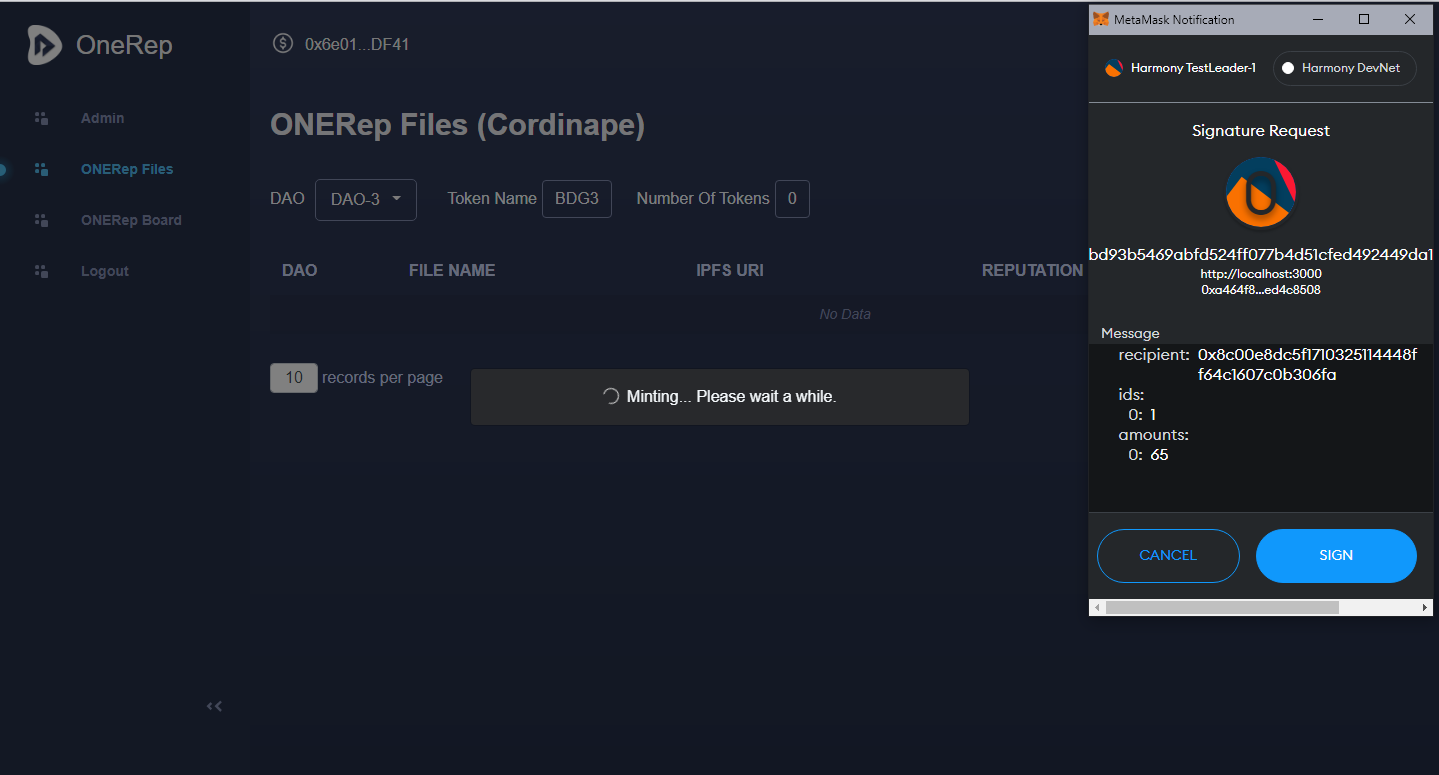 OneRep
0x6e01...DF41
Admin
ONERep Files
ONERep Board
Logout
ONERep Files (Cordinape)
DAO DAO-3 Token Name BDG3 Number Of Tokens 0
DAO FILE NAME IPFS URI REPUTATION
No Data
10 records per page
Minting... Please wait a while.
MetaMask Notification
Harmony TestLeader-1 Harmony DevNet
Signature Request
bd93b5469abfd524ff077b4d51cfed492449da1
http://localhost:3000
0xa464f8...ed4c8508
Message
recipient: 0x8c00e8dc5f1710325114448f
f64c1607c0b306fa
ids:
0: 1
amounts:
0: 65
CANCEL SIGN